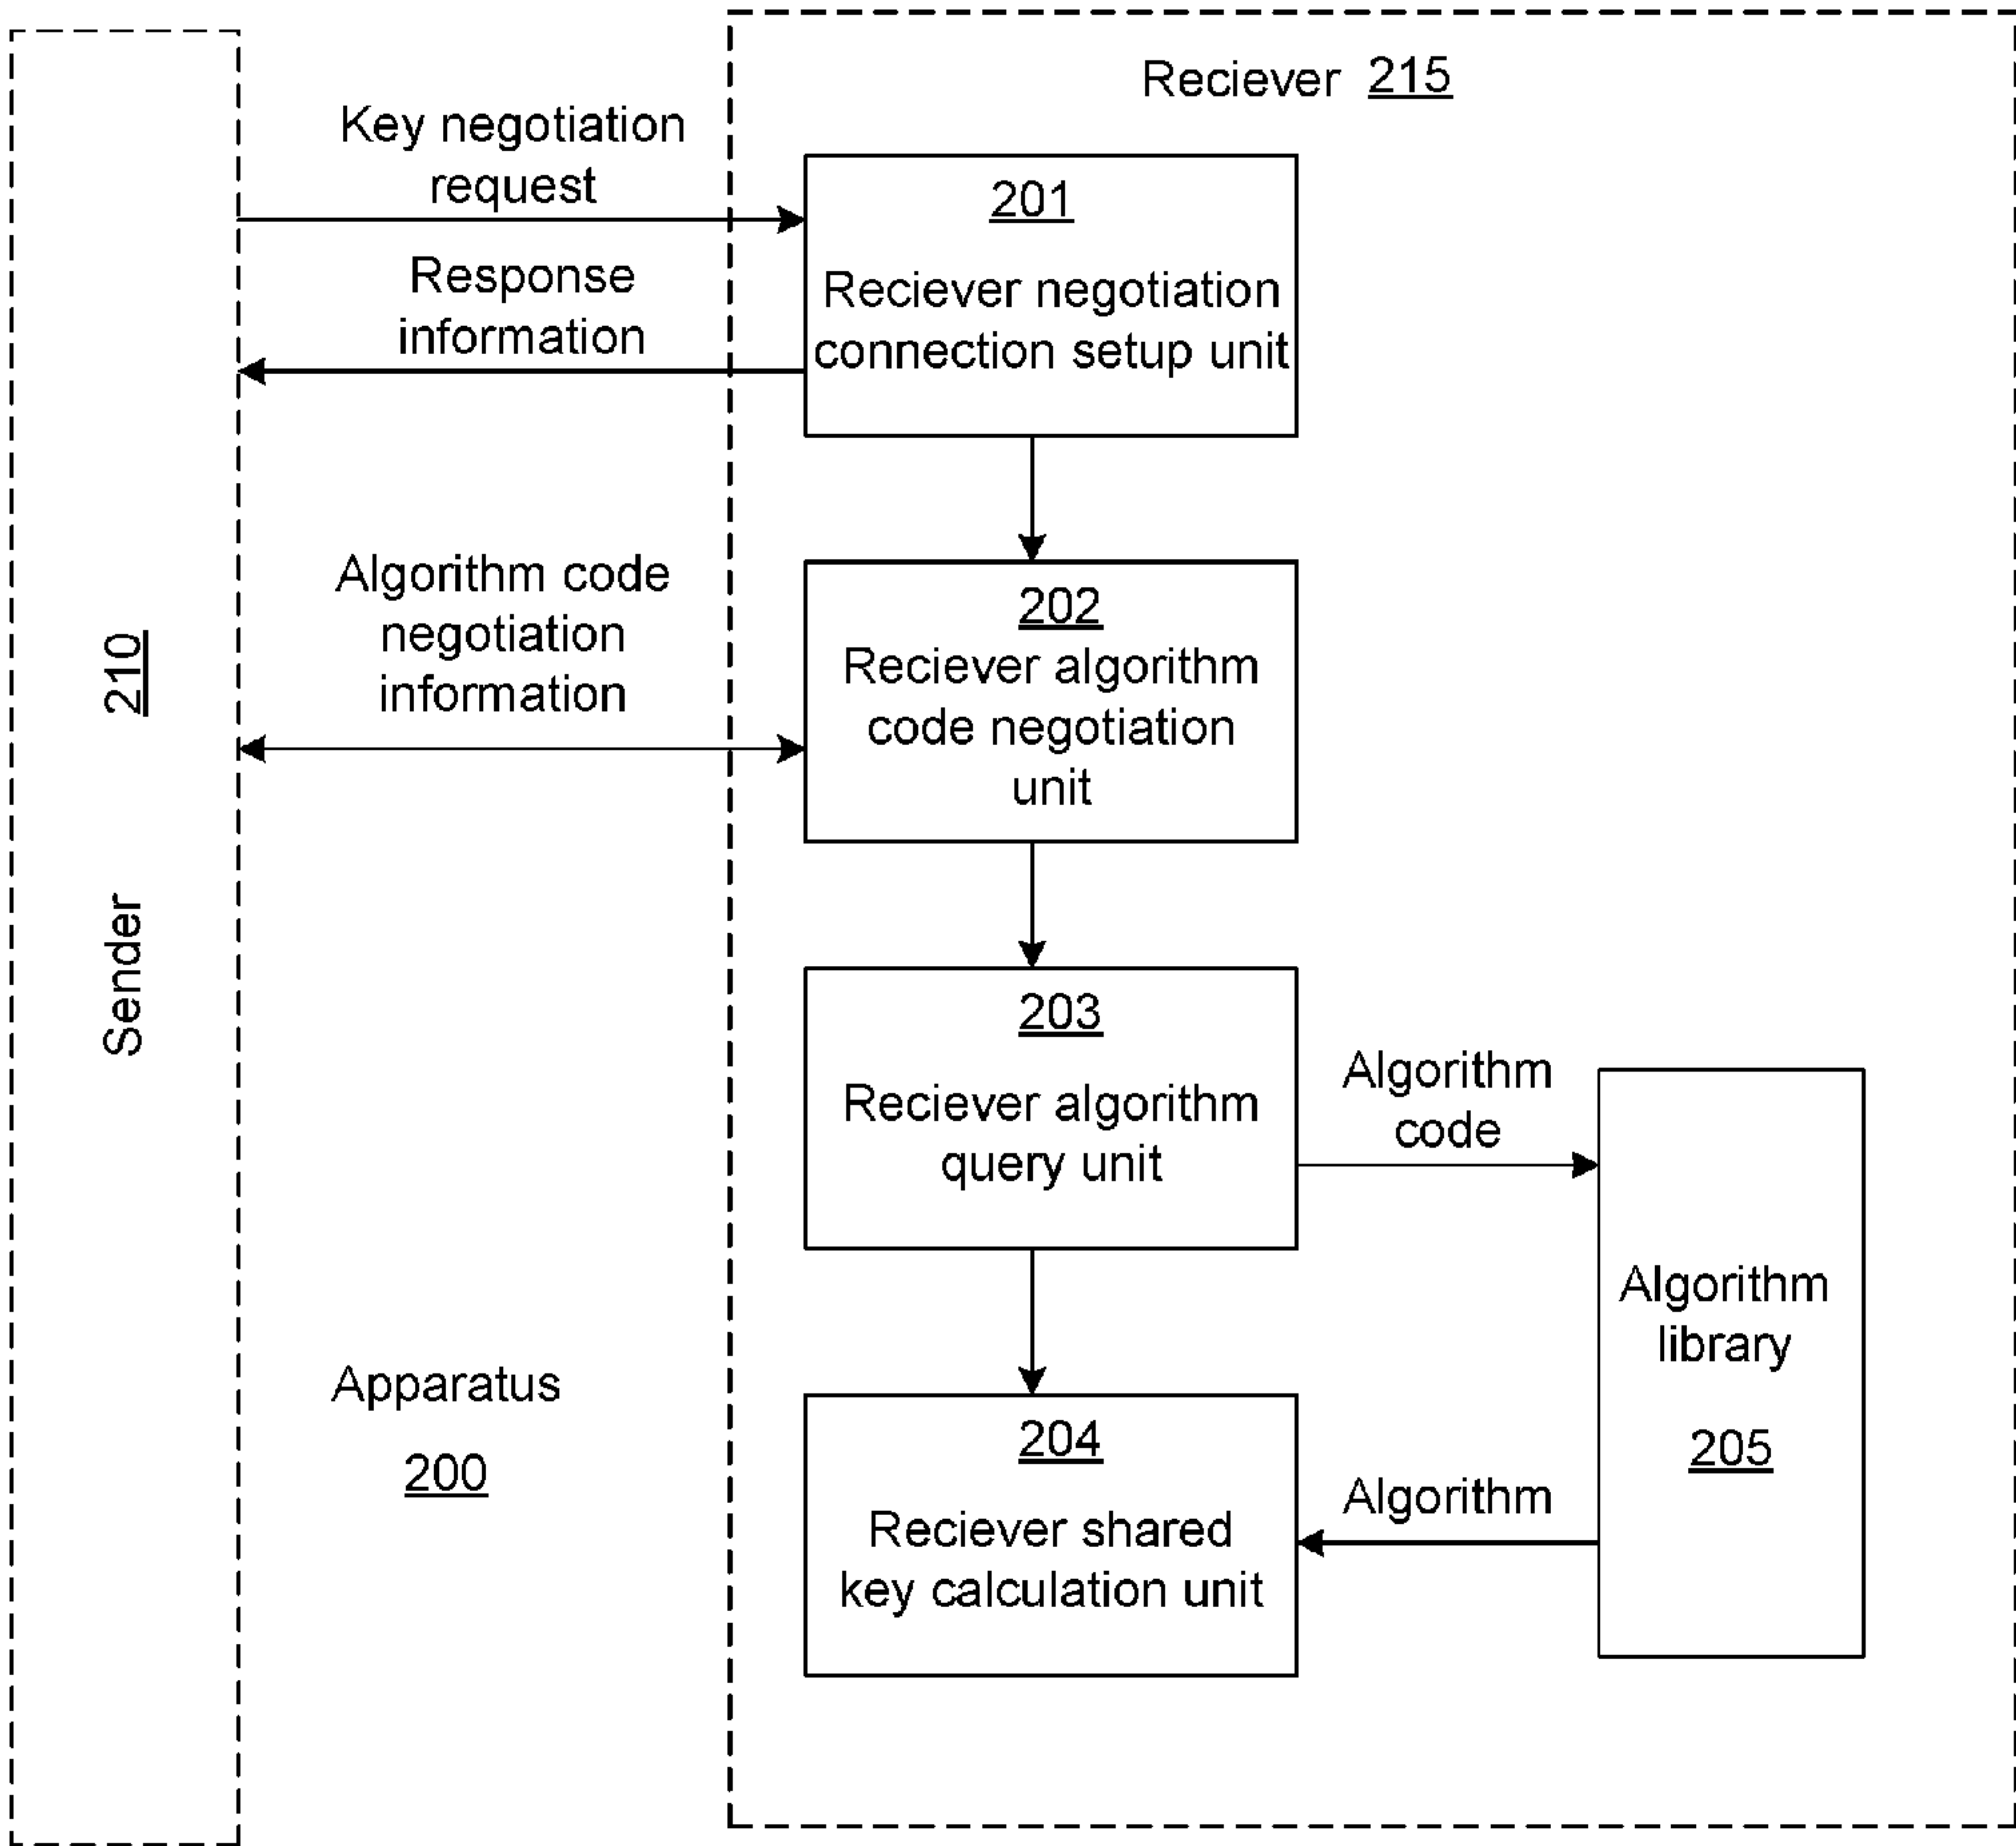 Reciever 215
Key negotiation
request
Response
information
201
Reciever negotiation
connection setup unit
Algorithm code
negotiation
information
202
Reciever algorithm
code negotiation
unit
Sender 210
203
Reciever algorithm
query unit
Algorithm
code
Algorithm
library
205
Apparatus
200
204
Reciever shared
key calculation unit
Algorithm